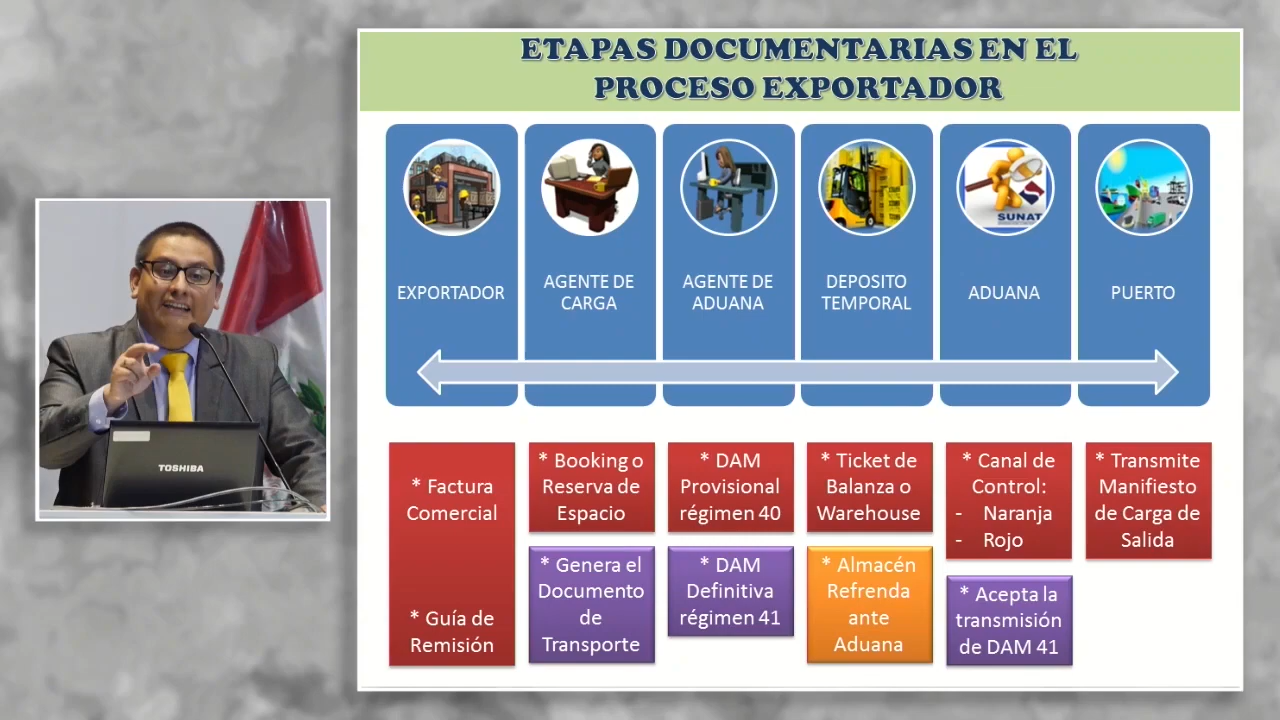 ETAPAS DOCUMENTARIAS EN EL
PROCESO EXPORTADOR
EXPORTADOR
AGENTE DE
CARGA
AGENTE DE
ADUANA
DEPOSITO
TEMPORAL
SUNAT
ADUANA
PUERTO
* Factura
Comercial
* Guía de
Remisión
* Booking o
Reserva de
Espacio
* Genera el
Documento
de
Transporte
* DAM
Provisional
régimen 40
* DAM
Definitiva
régimen 41
* Ticket de
Balanza o
Warehouse
* Almacén
Refrenda
ante
Aduana
* Canal de
Control:
- Naranja
- Rojo
* Acepta la
transmisión
de DAM 41
* Transmite
Manifiesto
de Carga de
Salida
TOSHIBA